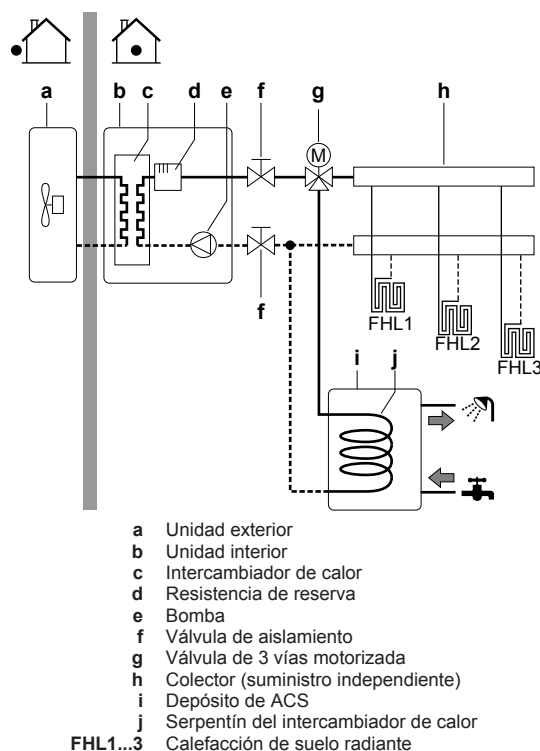 a b c d e f g h
M
f
FHL1
FHL2
FHL3
i j
a Unidad exterior
b Unidad interior
c Intercambiador de calor
d Resistencia de reserva
e Bomba
f Válvula de aislamiento
g Válvula de 3 vías motorizada
h Colector (suministro independiente)
i Depósito de ACS
j Serpentín del intercambiador de calor
FHL1...3 Calefacción de suelo radiante